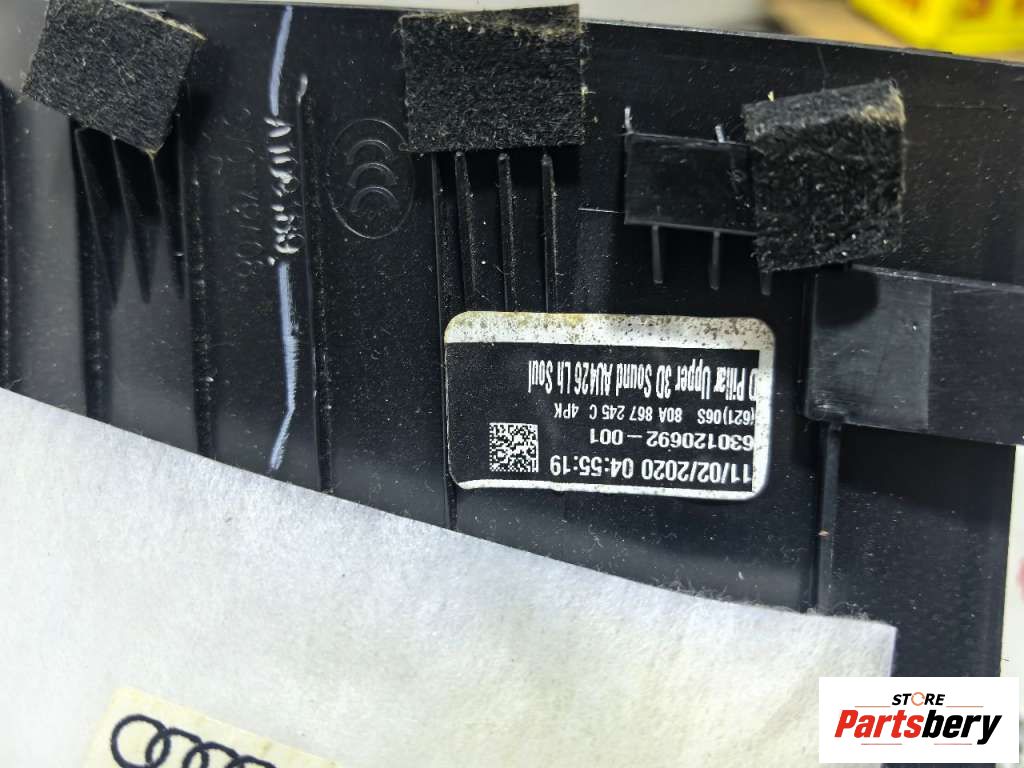 D Pillar Upper 3D Sound AU426 Lh Soul
(621)06S 80A 867 245 C 4PK
630120692-001
11/02/2020 04:55:19
STORE
Partsbery